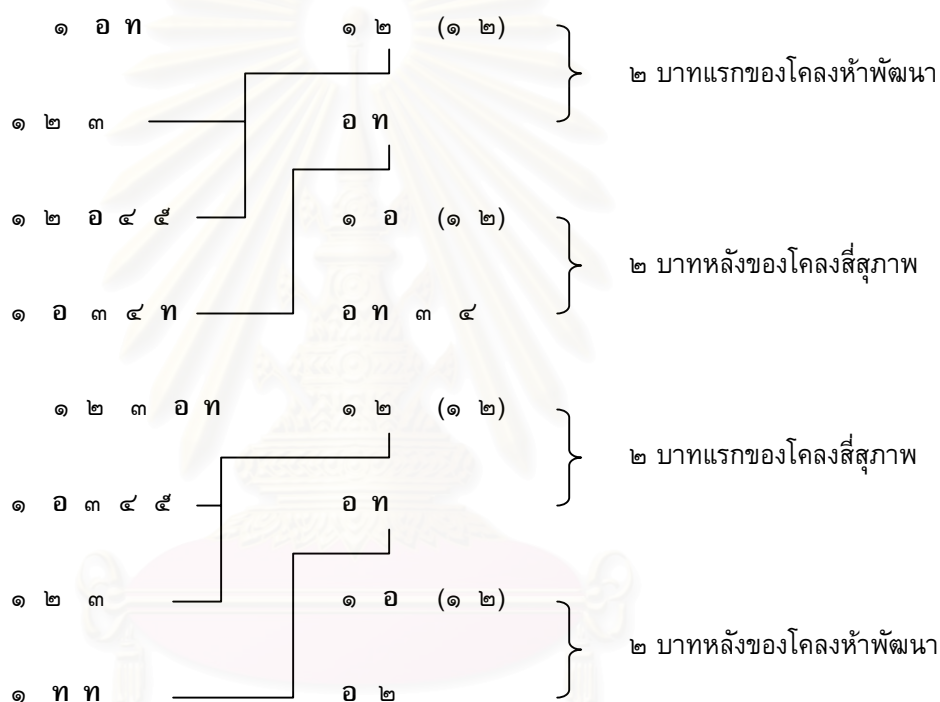 ๑ อ ท ๑ ๒ (๑ ๒)
๒ บาทแรกของโคลงห้าพัฒนา
๑ ๒ ๓ อ ท
๑ ๒ อ ๔ ๕ ๑ อ (๑ ๒)
๒ บาทหลังของโคลงสี่สุภาพ
๑ อ ๓ ๔ ท อ ท ๓ ๔
๑ ๒ ๓ อ ท ๑ ๒ (๑ ๒)
๒ บาทแรกของโคลงสี่สุภาพ
๑ อ ๓ ๔ ๕ อ ท
๑ ๒ ๓ ๑ อ (๑ ๒)
๒ บาทหลังของโคลงห้าพัฒนา
๑ ท ท อ ๒